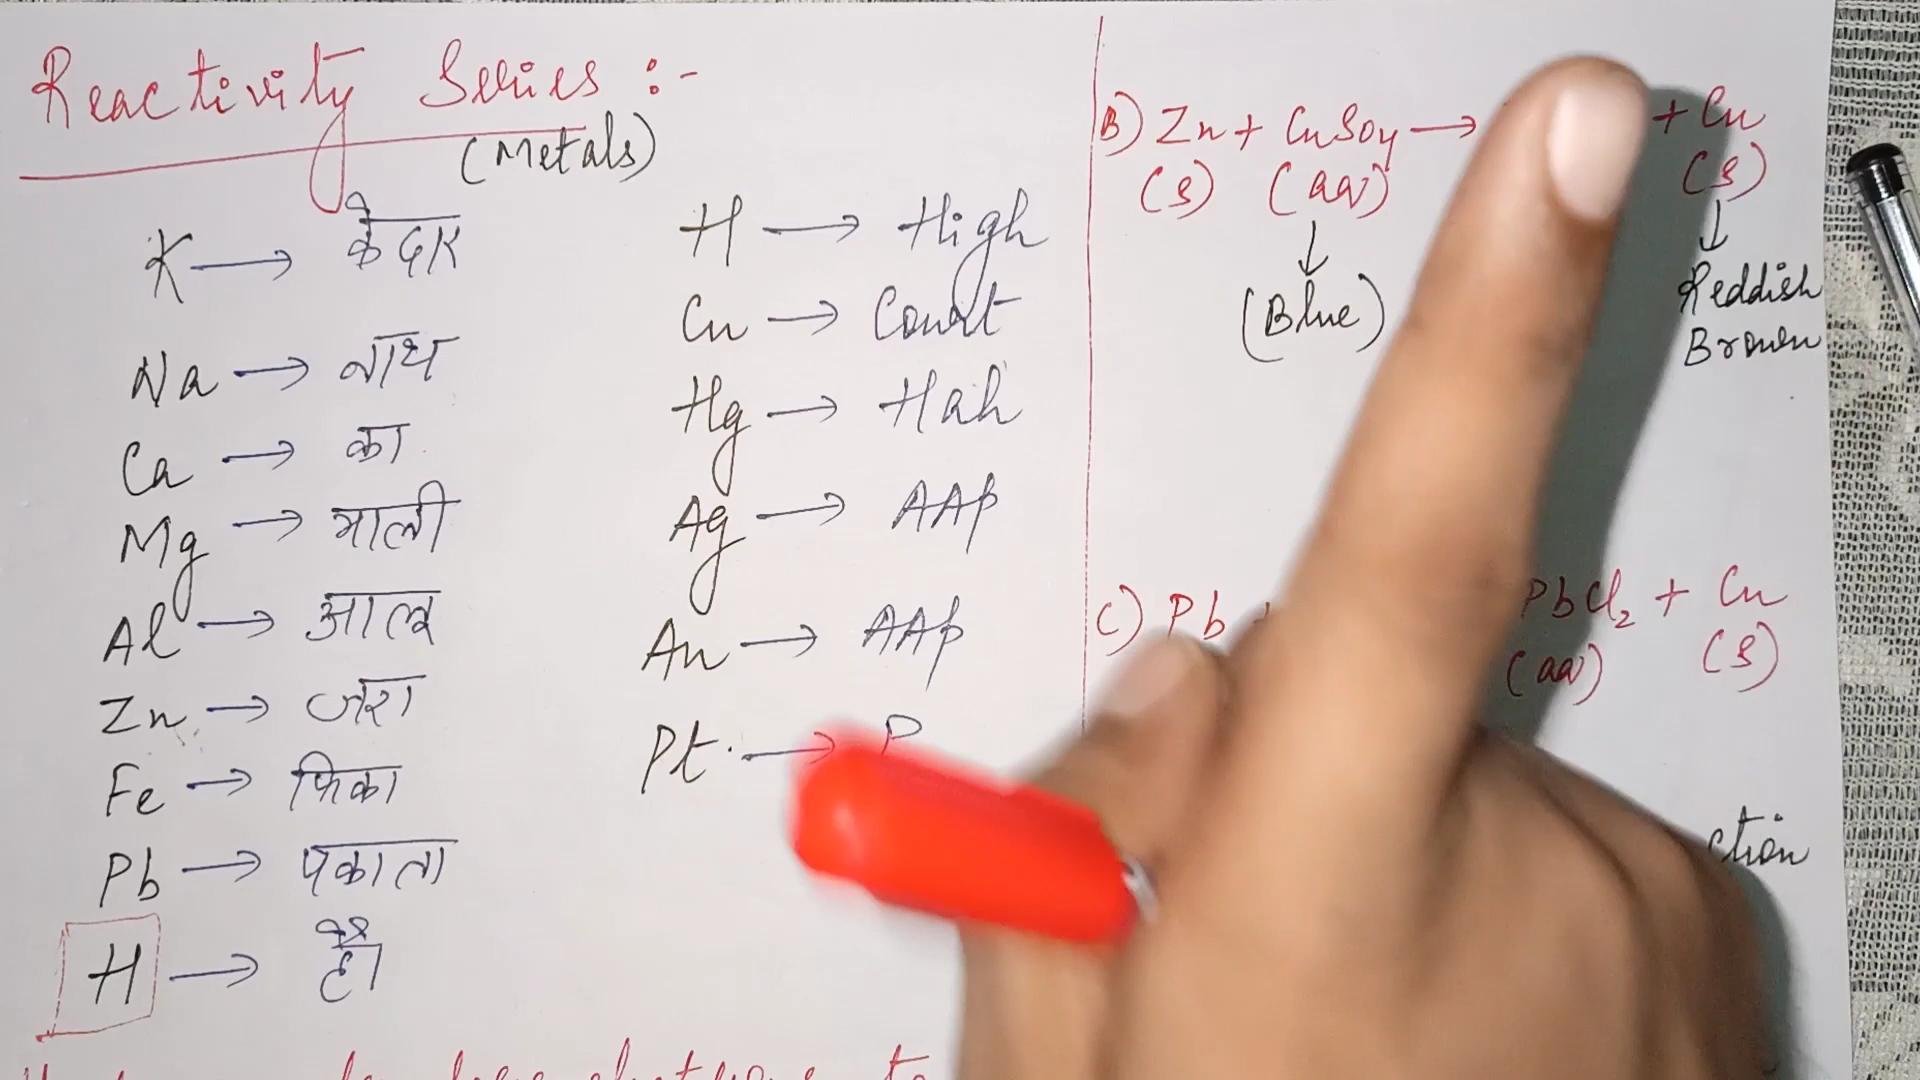 Reactivity Series :-
(Metals)
K → केदार
Na → नाथ
Ca → का
Mg → माली
Al → आलू
Zn → जरा
Fe → फिका
Pb → पकाता
H → है।
H → High
Cu → Court
Hg → Hah
Ag → AAp
Au → AAp
Pt → P
B) Zn + CuSO4 → + Cu
(s) (aq) (s)
(Blue)
Reddish
Brown
C) Pb + PbCl2 + Cu
(aq) (s)
ction